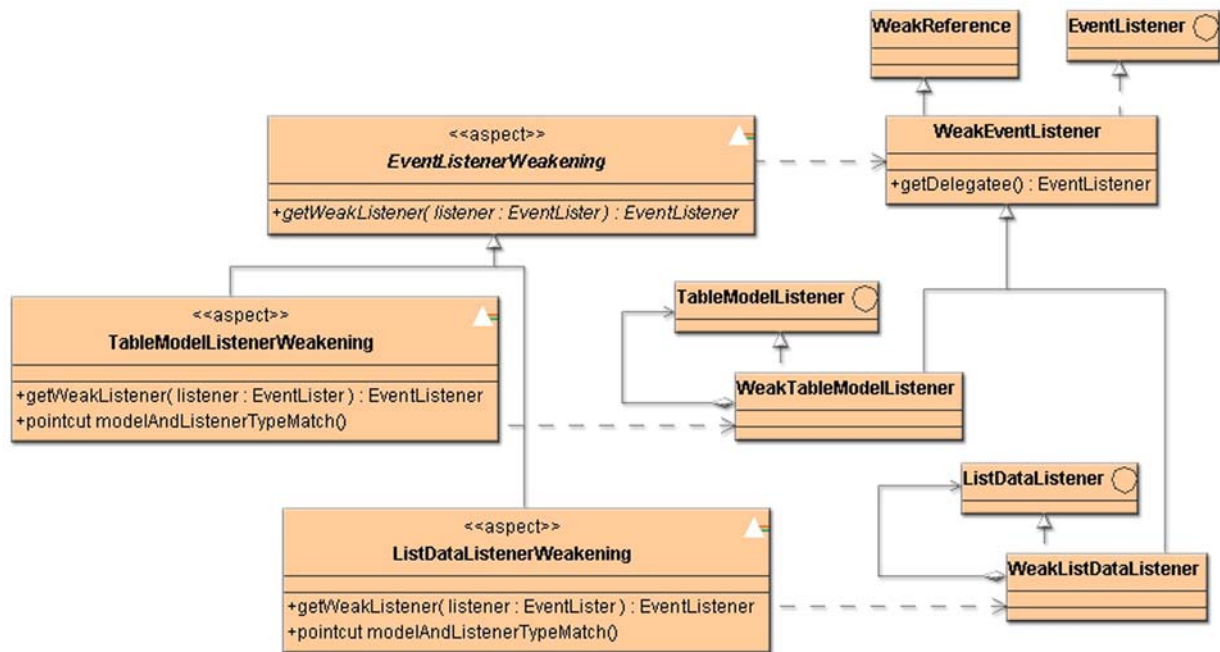 WeakReference
EventListener
<<aspect>>
EventListenerWeakening
+getWeakListener( listener : EventLister ) : EventListener
WeakEventListener
+getDelegatee() : EventListener
<<aspect>>
TableModelListenerWeakening
+getWeakListener( listener : EventLister ) : EventListener
+pointcut modelAndListenerTypeMatch()
TableModelListener
WeakTableModelListener
<<aspect>>
ListDataListenerWeakening
+getWeakListener( listener : EventLister ) : EventListener
+pointcut modelAndListenerTypeMatch()
ListDataListener
WeakListDataListener